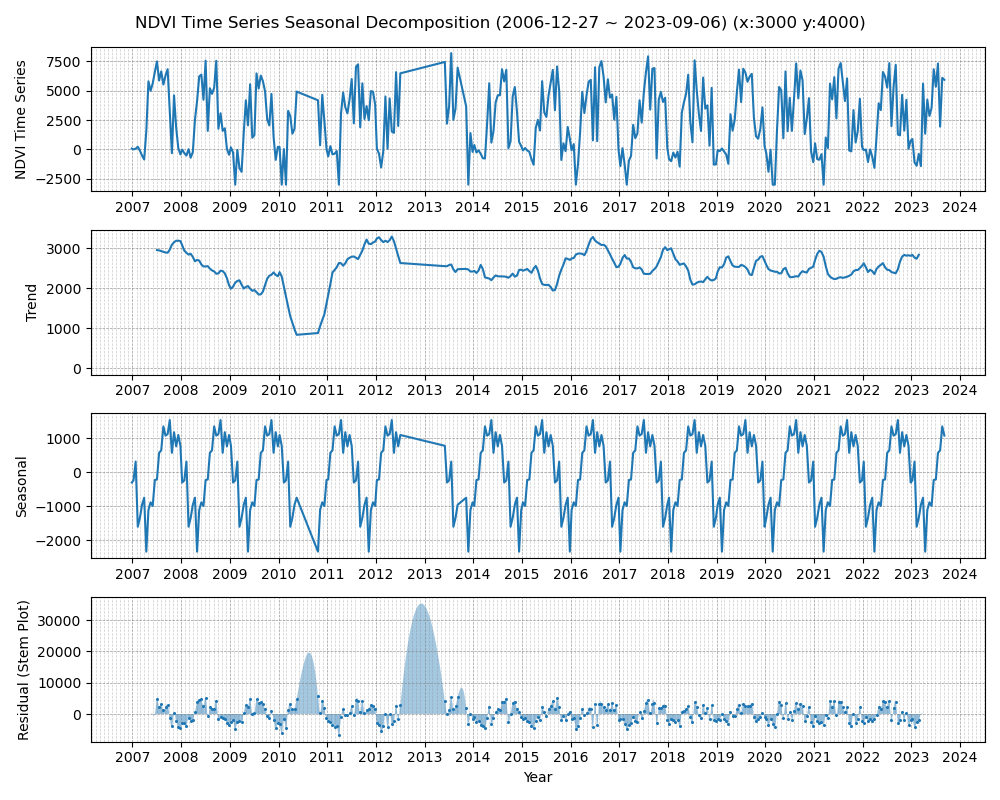 NDVI Time Series Seasonal Decomposition (2006-12-27 ~ 2023-09-06) (x:3000 y:4000)
NDVI Time Series
7500
5000
2500
0
−2500
2007 2008 2009 2010 2011 2012 2013 2014 2015 2016 2017 2018 2019 2020 2021 2022 2023 2024
Trend
3000
2000
1000
0
2007 2008 2009 2010 2011 2012 2013 2014 2015 2016 2017 2018 2019 2020 2021 2022 2023 2024
Seasonal
1000
0
−1000
−2000
2007 2008 2009 2010 2011 2012 2013 2014 2015 2016 2017 2018 2019 2020 2021 2022 2023 2024
Residual (Stem Plot)
30000
20000
10000
0
2007 2008 2009 2010 2011 2012 2013 2014 2015 2016 2017 2018 2019 2020 2021 2022 2023 2024
Year